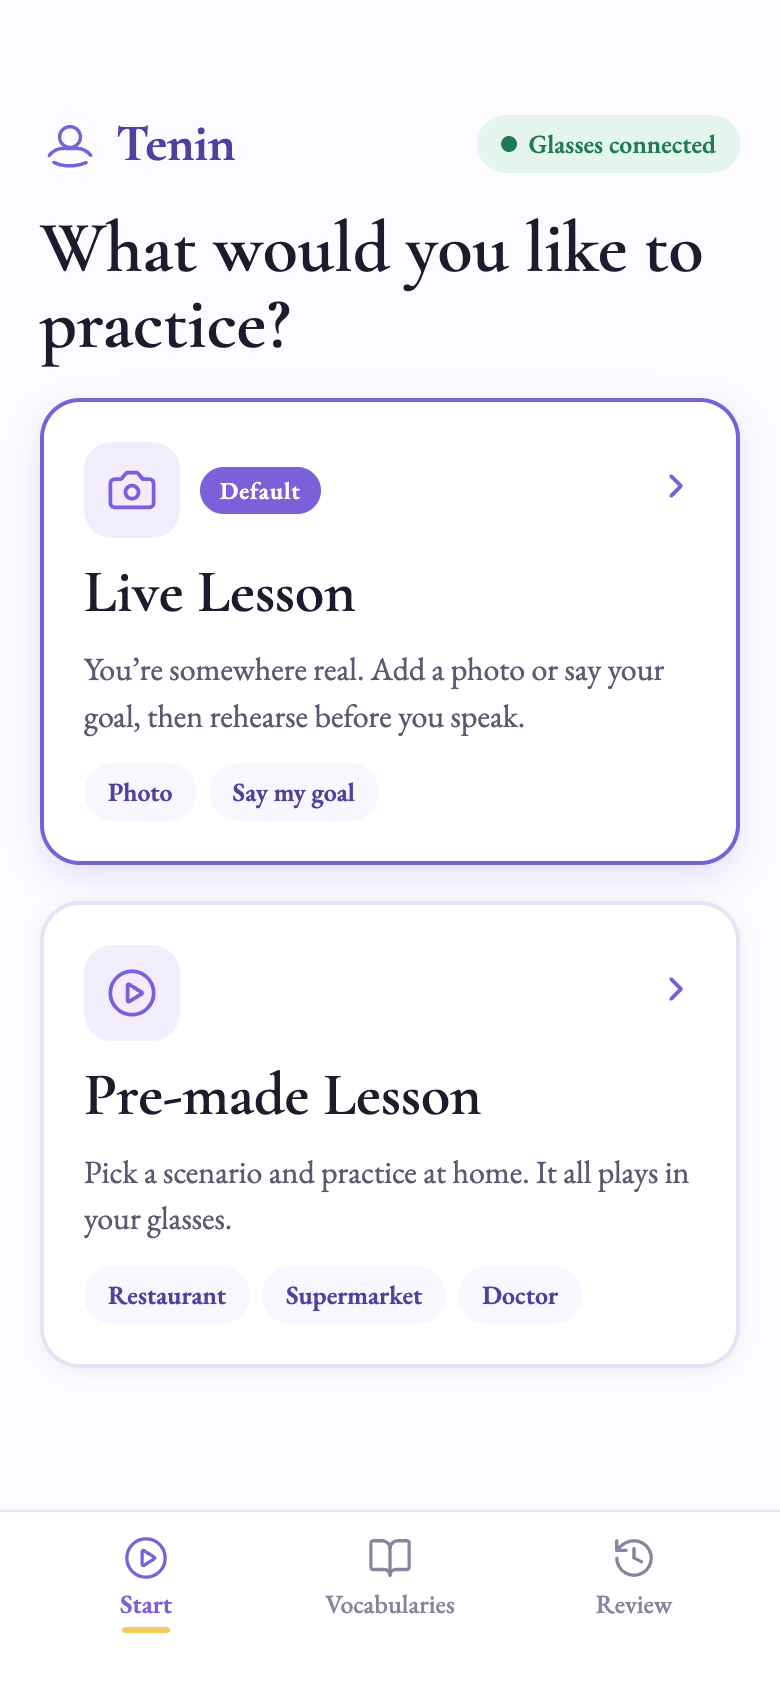 Tenin
Glasses connected
What would you like to
practice?
Default
Live Lesson
You’re somewhere real. Add a photo or say your
goal, then rehearse before you speak.
Photo
Say my goal
Pre-made Lesson
Pick a scenario and practice at home. It all plays in
your glasses.
Restaurant
Supermarket
Doctor
Start
Vocabularies
Review